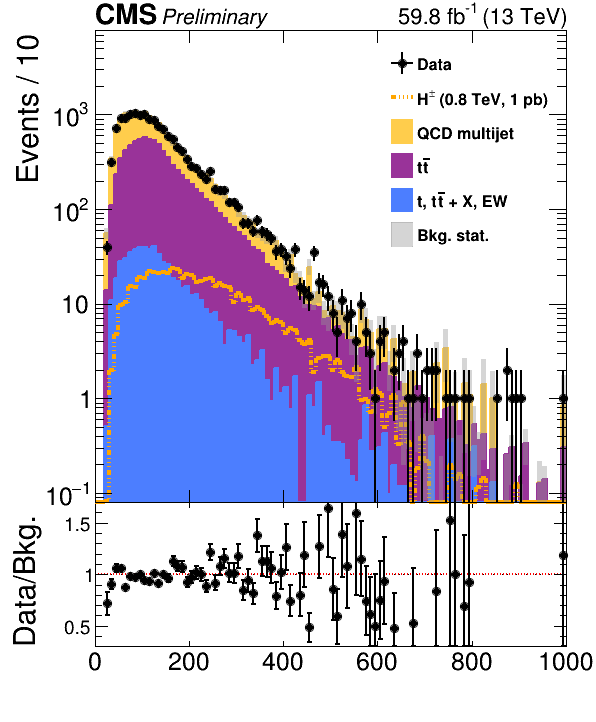 CMS Preliminary 59.8 fb⁻¹ (13 TeV)
Events / 10
10³
10²
10
1
10⁻¹
Data
H± (0.8 TeV, 1 pb)
QCD multijet
tt̅
t, tt̅ + X, EW
Bkg. stat.
Data/Bkg.
1.5
1
0.5
0 200 400 600 800 1000